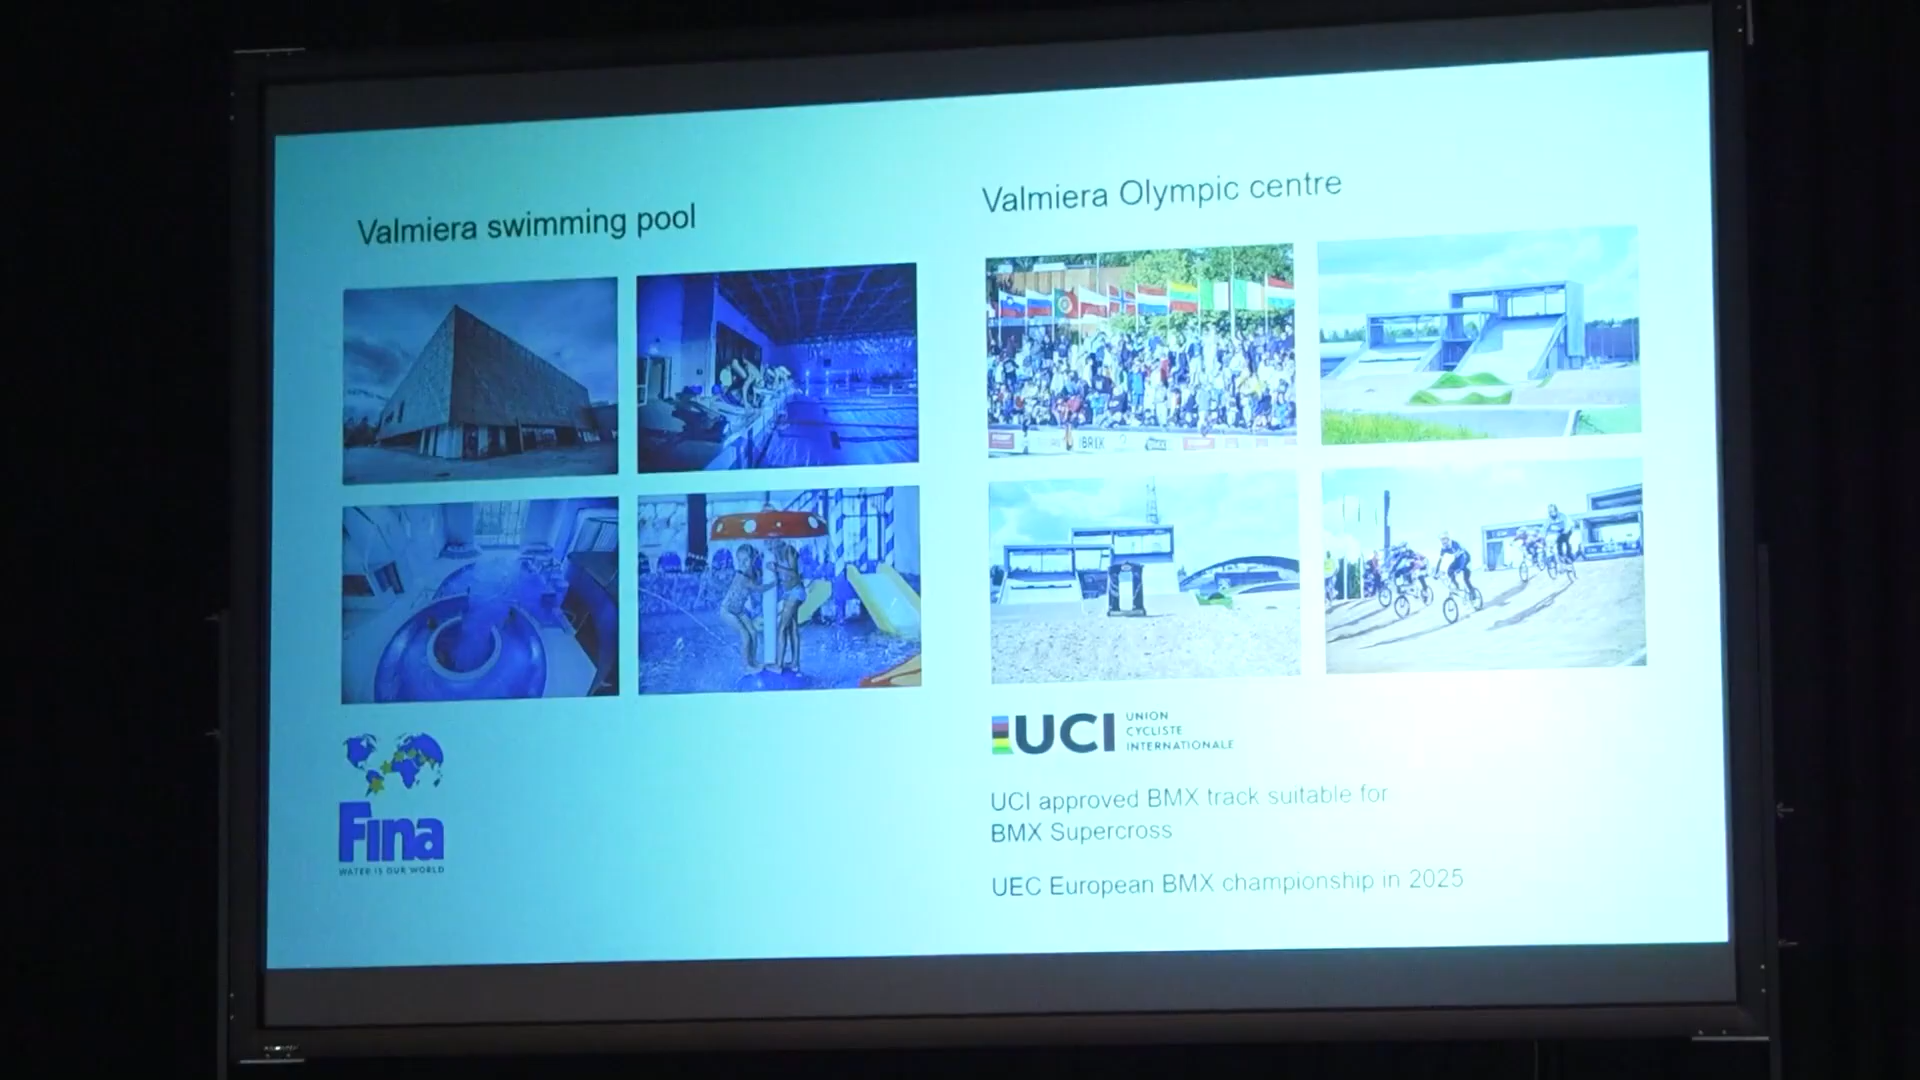 Valmiera swimming pool
Valmiera Olympic centre
Fina
WATER IS OUR WORLD
UCI
UNION
CYCLISTE
INTERNATIONALE
UCI approved BMX track suitable for
BMX Supercross
UEC European BMX championship in 2025